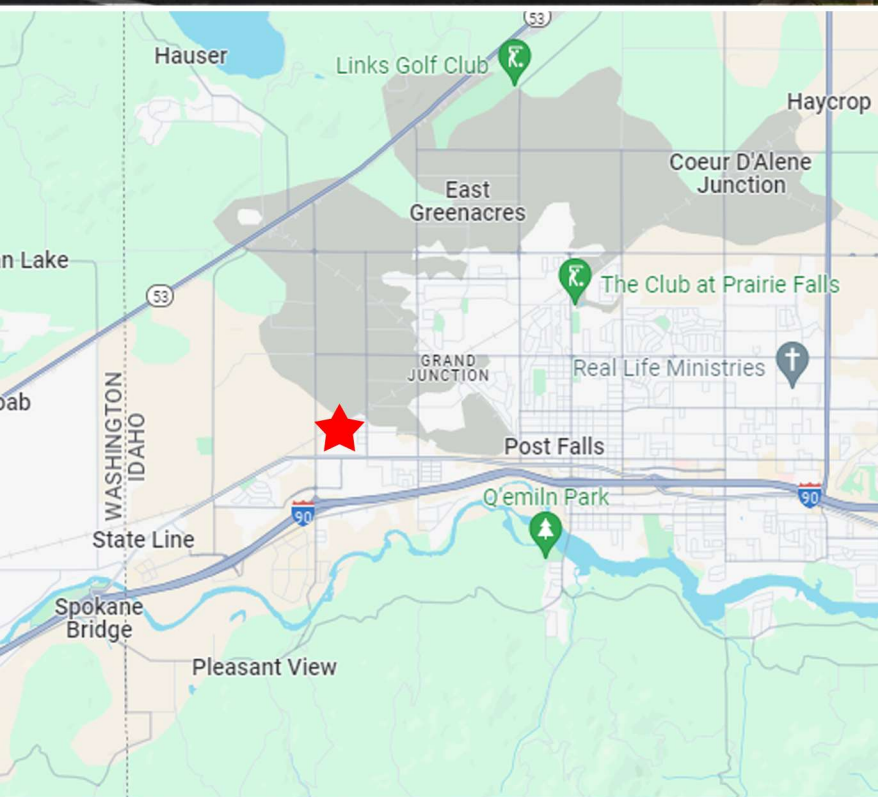 53
Hauser
Links Golf Club
Haycrop
Coeur D'Alene
Junction
East
Greenacres
n Lake
The Club at Prairie Falls
53
GRAND
JUNCTION
Real Life Ministries
oab
WASHINGTON
IDAHO
Post Falls
Q'emiln Park
90
90
State Line
Spokane
Bridge
Pleasant View